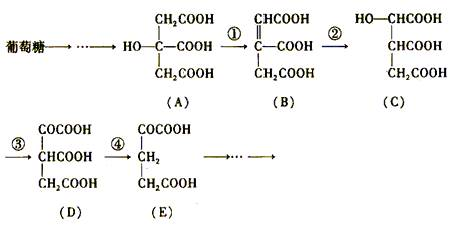 葡萄糖 ⟶ ⋯ ⟶
CH₂COOH
HO—C—COOH
CH₂COOH
(A)
①
CHCOOH
C—COOH
CH₂COOH
(B)
②
HO—CHCOOH
CHCOOH
CH₂COOH
(C)
③
COCOOH
CHCOOH
CH₂COOH
(D)
④
COCOOH
CH₂
CH₂COOH
(E)
⟶ ⋯ ⟶